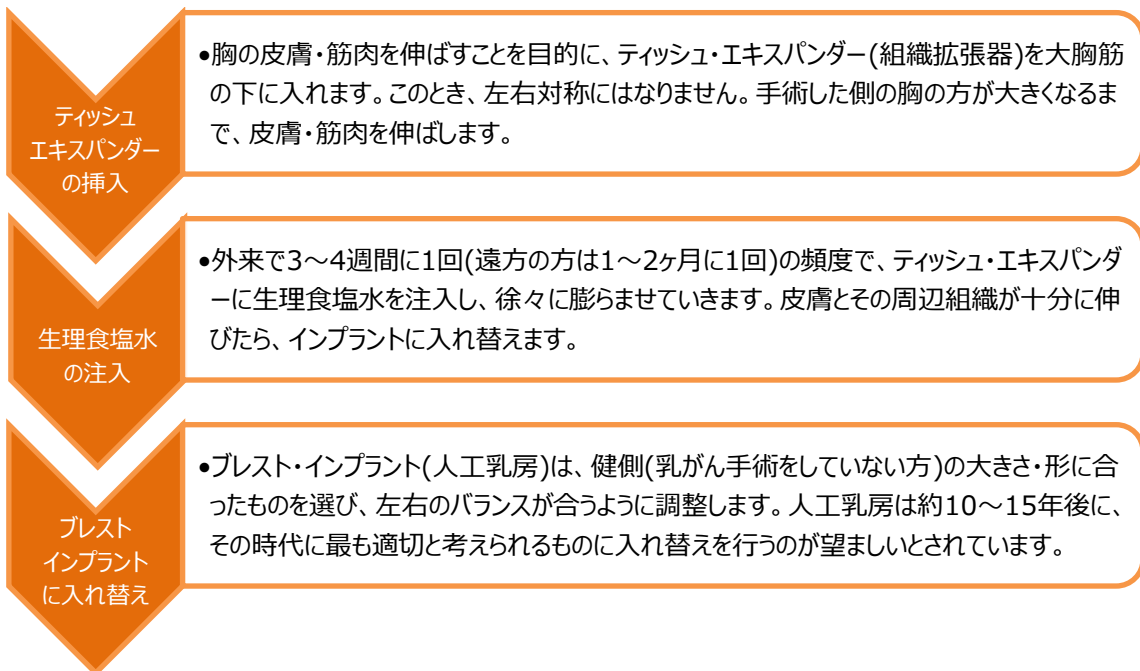 ティッシュ
エキスパンダー
の挿入
•胸の皮膚・筋肉を伸ばすことを目的に、ティッシュ・エキスパンダー(組織拡張器)を大胸筋
の下に入れます。このとき、左右対称にはなりません。手術した側の胸の方が大きくなるま
で、皮膚・筋肉を伸ばします。
生理食塩水
の注入
•外来で3～4週間に1回(遠方の方は1～2ヶ月に1回)の頻度で、ティッシュ・エキスパンダ
ーに生理食塩水を注入し、徐々に膨らませていきます。皮膚とその周辺組織が十分に伸
びたら、インプラントに入れ替えます。
ブレスト
インプラント
に入れ替え
•ブレスト・インプラント(人工乳房)は、健側(乳がん手術をしていない方)の大きさ・形に合
ったものを選び、左右のバランスが合うように調整します。人工乳房は約10～15年後に、
その時代に最も適切と考えられるものに入れ替えを行うのが望ましいとされています。